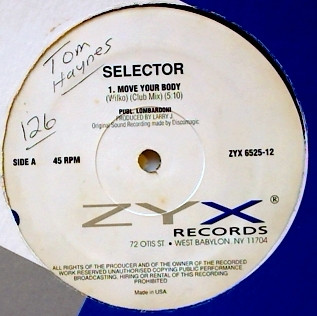 Tom
Haynes
126
SELECTOR
1. MOVE YOUR BODY
(Wilko) (Club Mix) (5:10)
PUBL. LOMBARDONI
PRODUCED BY LARRY J.
Original Sound Recording made by Discomagic
SIDE A 45 RPM ZYX 6525-12
ZYX®
RECORDS
72 OTIS ST • WEST BABYLON, NY 11704
ALL RIGHTS OF THE PRODUCER AND OF THE OWNER OF THE RECORDED
WORK RESERVED UNAUTHORISED COPYING PUBLIC PERFORMANCE
BROADCASTING, HIRING OR RENTAL OF THIS RECORDING
PROHIBITED
Made in USA